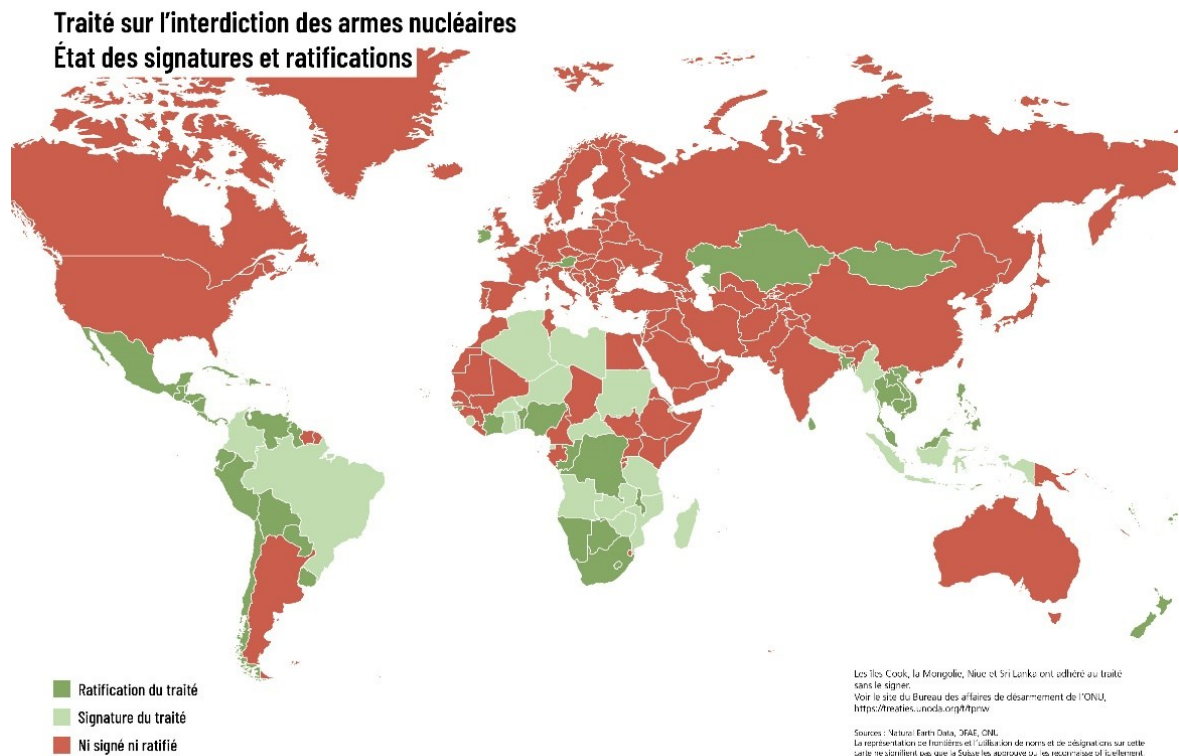 Traité sur l'interdiction des armes nucléaires
État des signatures et ratifications
Ratification du traité
Signature du traité
Ni signé ni ratifié
Les îles Cook, la Mongolie, Niue et Sri Lanka ont adhéré au traité
sans le signer.
Voir le site du Bureau des affaires de désarmement de l'ONU,
https://treaties.unoda.org/t/tpnw
Sources : Natural Earth Data, DFAE, ONU
La représentation de frontières et l'utilisation de noms et de désignations sur cette
carte ne signifient pas que la Suisse les approuve ou les reconnaisse officiellement.